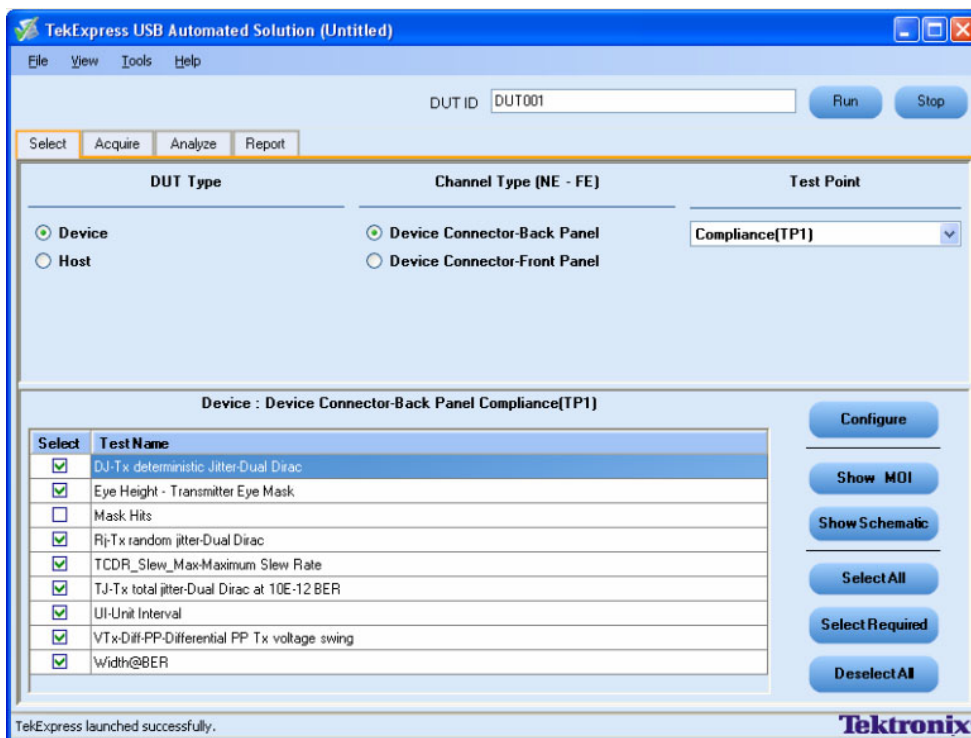 TekExpress USB Automated Solution (Untitled)
File View Tools Help
DUT ID DUT001 Run Stop
Select Acquire Analyze Report
DUT Type Channel Type (NE - FE) Test Point
Device Device Connector-Back Panel Compliance(TP1)
Host Device Connector-Front Panel
Device : Device Connector-Back Panel Compliance(TP1)
Configure
Select Test Name
DJ-Tx deterministic Jitter-Dual Dirac
Show MOI
Eye Height - Transmitter Eye Mask
Mask Hits
Show Schematic
Rj-Tx random jitter-Dual Dirac
TCDR_Slew_Max-Maximum Slew Rate
Select All
TJ-Tx total jitter-Dual Dirac at 10E-12 BER
UI-Unit Interval
Select Required
VTx-Diff-PP-Differential PP Tx voltage swing
Width@BER
Deselect All
TekExpress launched successfully.
Tektronix